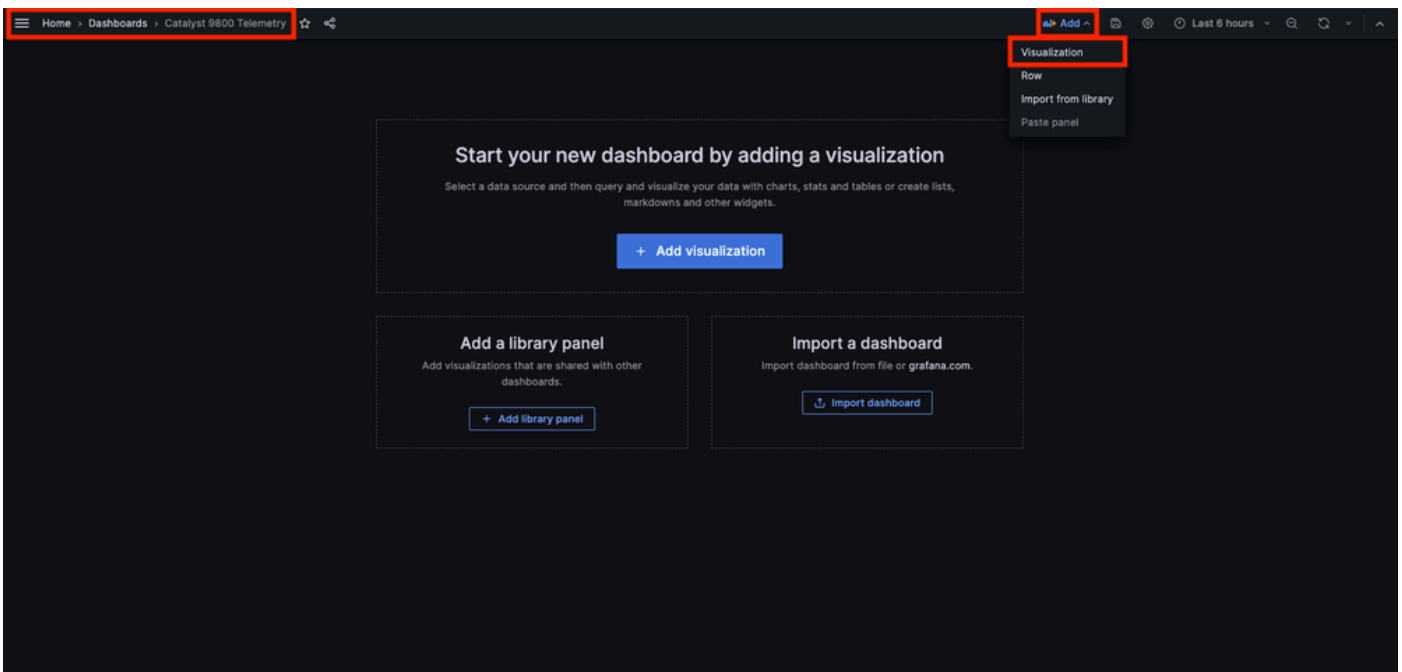 Home › Dashboards › Catalyst 9800 Telemetry
Add
Last 6 hours
Visualization
Row
Import from library
Paste panel
Start your new dashboard by adding a visualization
Select a data source and then query and visualize your data with charts, stats and tables or create lists,
markdowns and other widgets.
+ Add visualization
Add a library panel
Add visualizations that are shared with other
dashboards.
+ Add library panel
Import a dashboard
Import dashboard from file or grafana.com.
Import dashboard